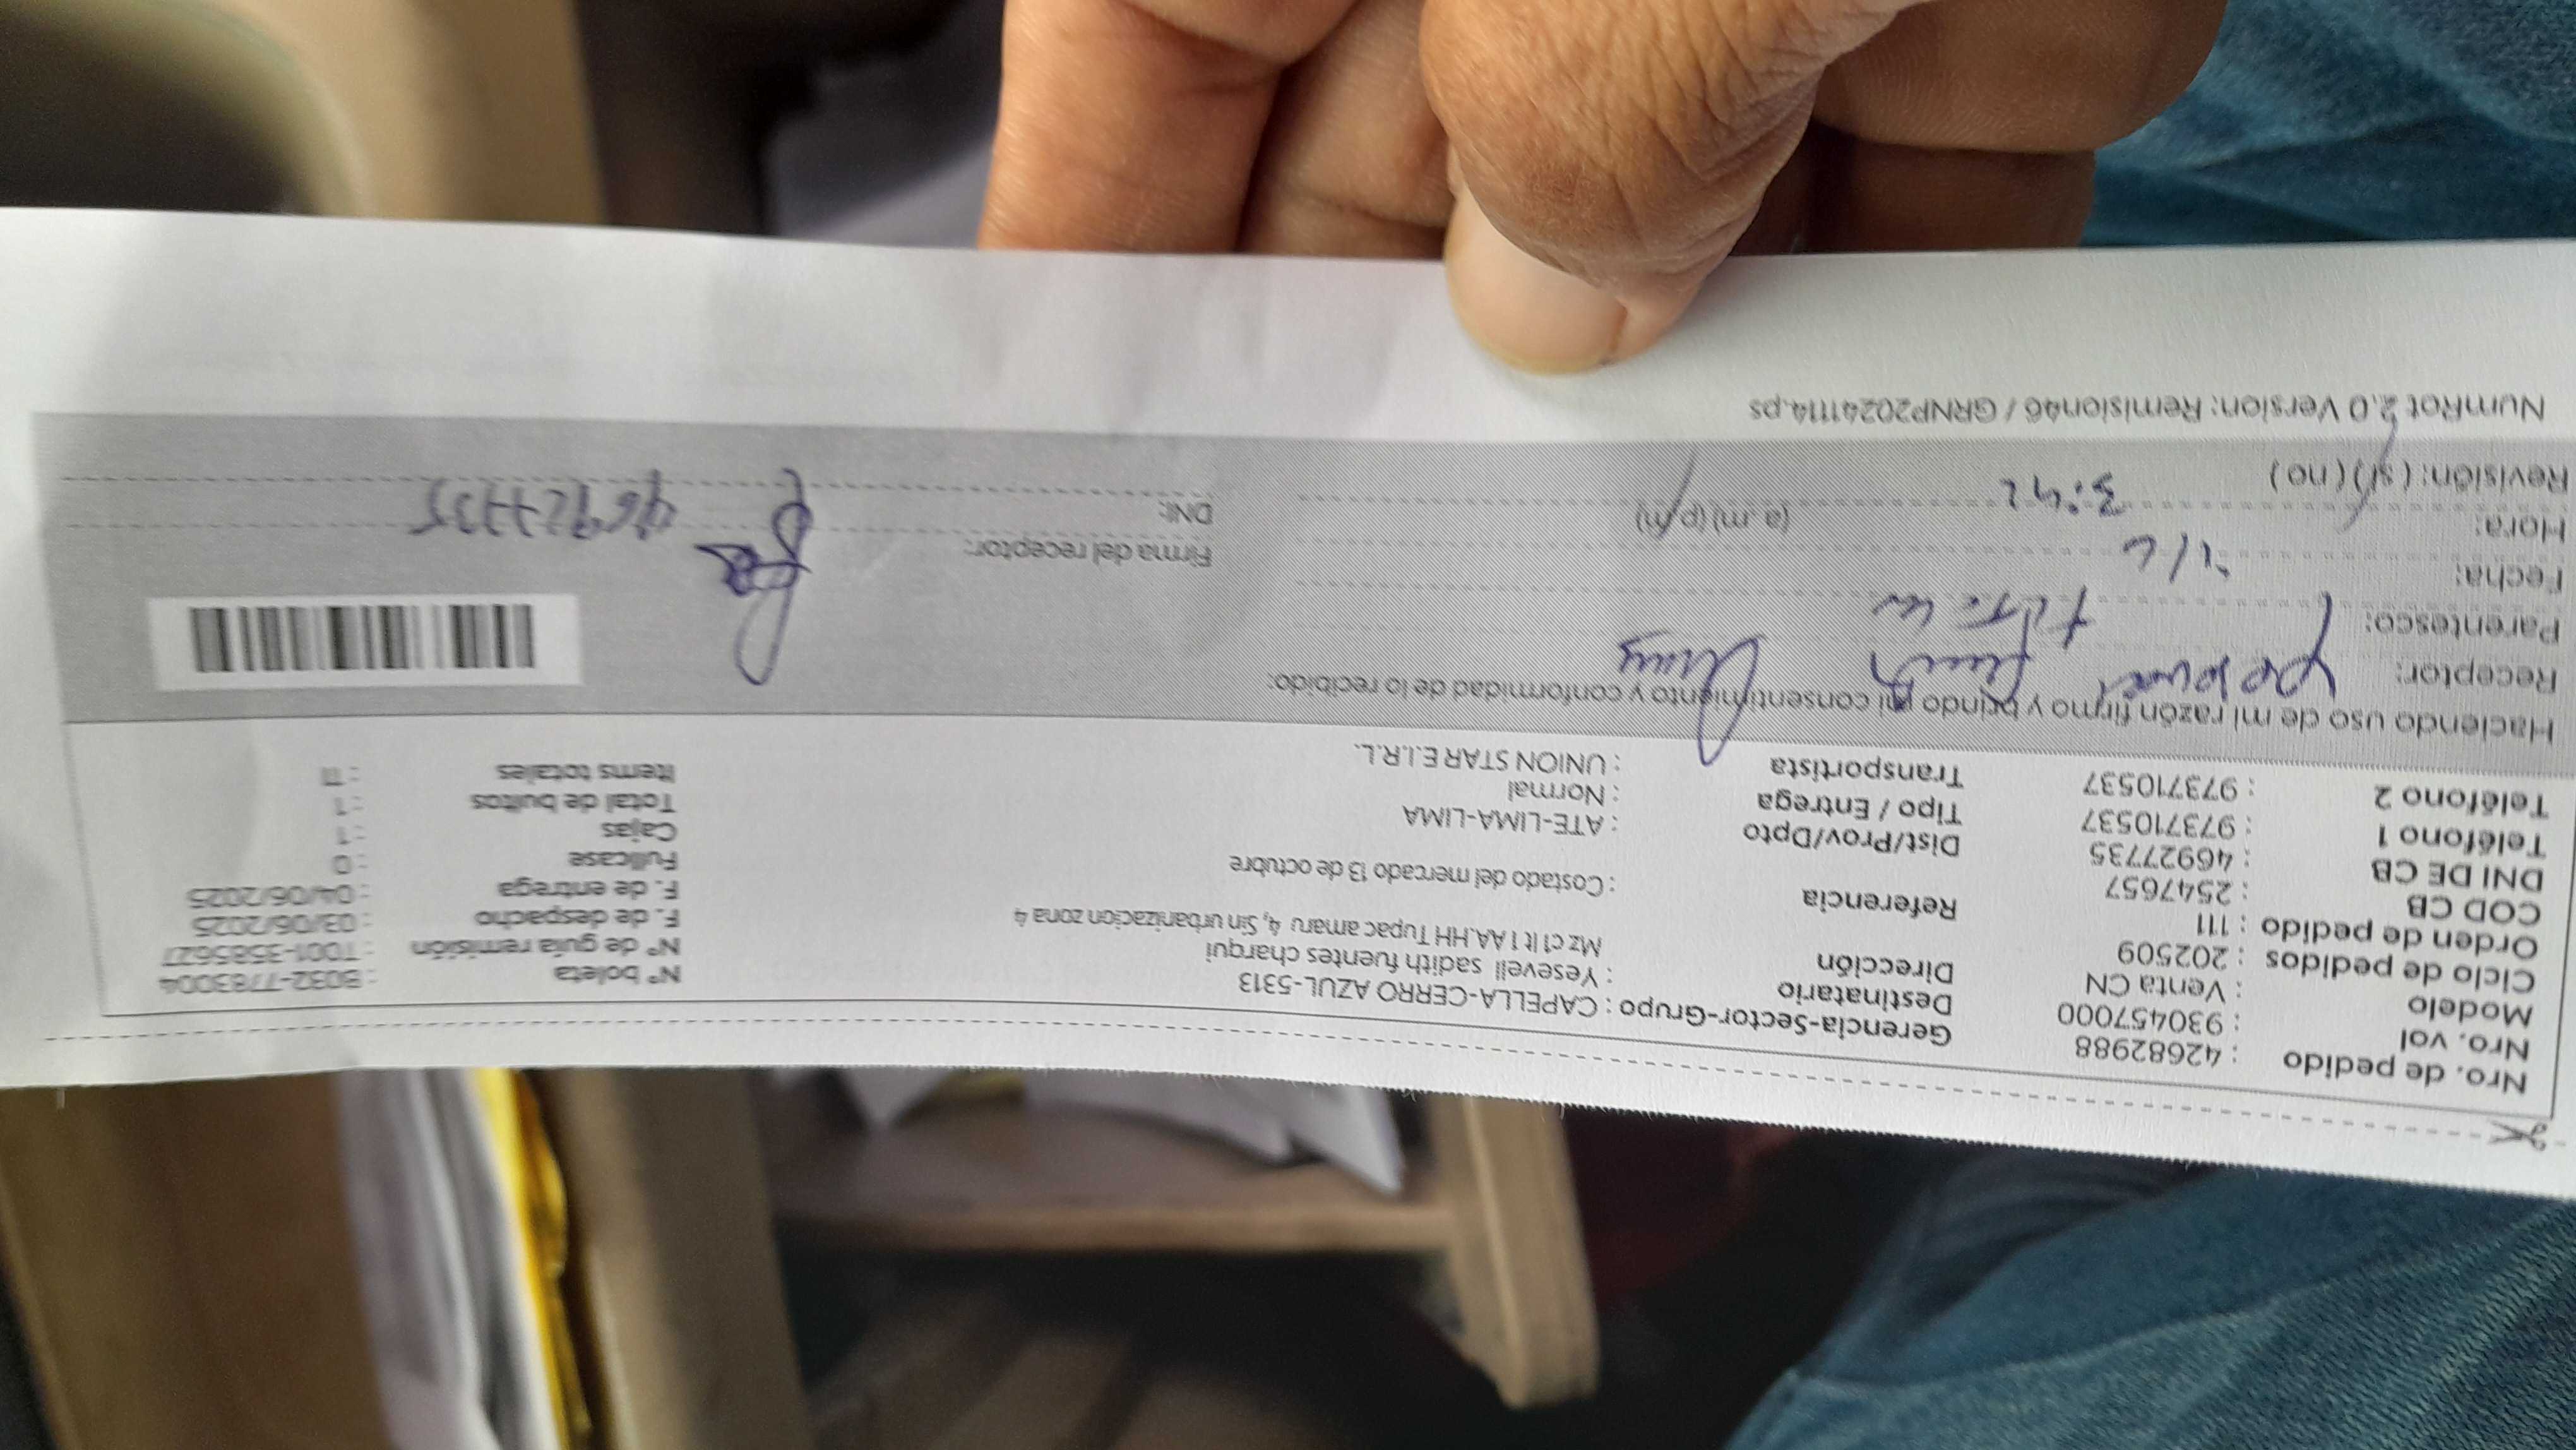 Nro. de pedido : 42682988
Nro. vol : 930457000
Modelo : Venta CN
Ciclo de pedidos : 202509
Orden de pedido : 111
COD CB : 2547657
DNI DE CB : 46927735
Teléfono 1 : 973710537
Teléfono 2 : 973710537
Gerencia-Sector-Grupo : CAPELLA-CERRO AZUL-5313
Destinatario : Yesevell sadith fuentes charqui
Dirección Mz c1 lt 1 AA.HH Tupac amaru 4, Sin urbanizacion zona 4
Referencia : Costado del mercado 13 de octubre
Dist/Prov/Dpto : ATE-LIMA-LIMA
Tipo / Entrega : Normal
Transportista : UNION STAR E.I.R.L.
N° boleta : B032-7783004
N° de guía remisión : T001-3585627
F. de despacho : 03/06/2025
F. de entrega : 04/06/2025
Fullcase : 0
Cajas : 1
Total de bultos : 1
Items totales : 11
Haciendo uso de mi razón firmo y brindo mi consentimiento y conformidad de lo recibido:
Receptor:
Parentesco: titular
Fecha:
Hora: 3:42 (a.m) (p.m)
Revisión: (sí) (no)
Firma del receptor:
DNI: 46927735
NumRot 2.0 Version: Remision46 / GRNP20241114.ps